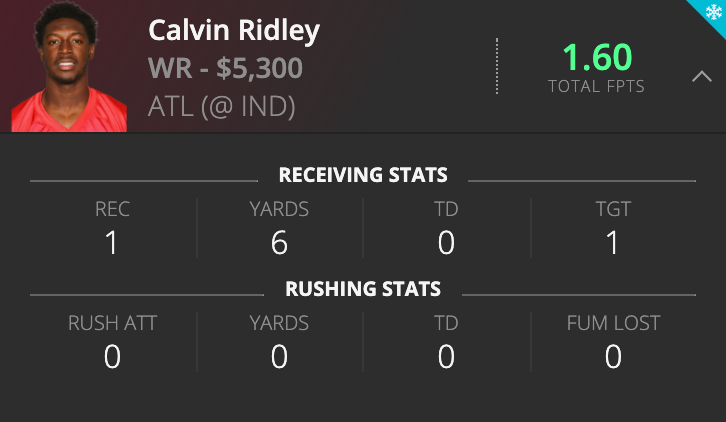 Calvin Ridley
WR - $5,300
ATL (@ IND)
1.60
TOTAL FPTS
RECEIVING STATS
REC YARDS TD TGT
1 6 0 1
RUSHING STATS
RUSH ATT YARDS TD FUM LOST
0 0 0 0